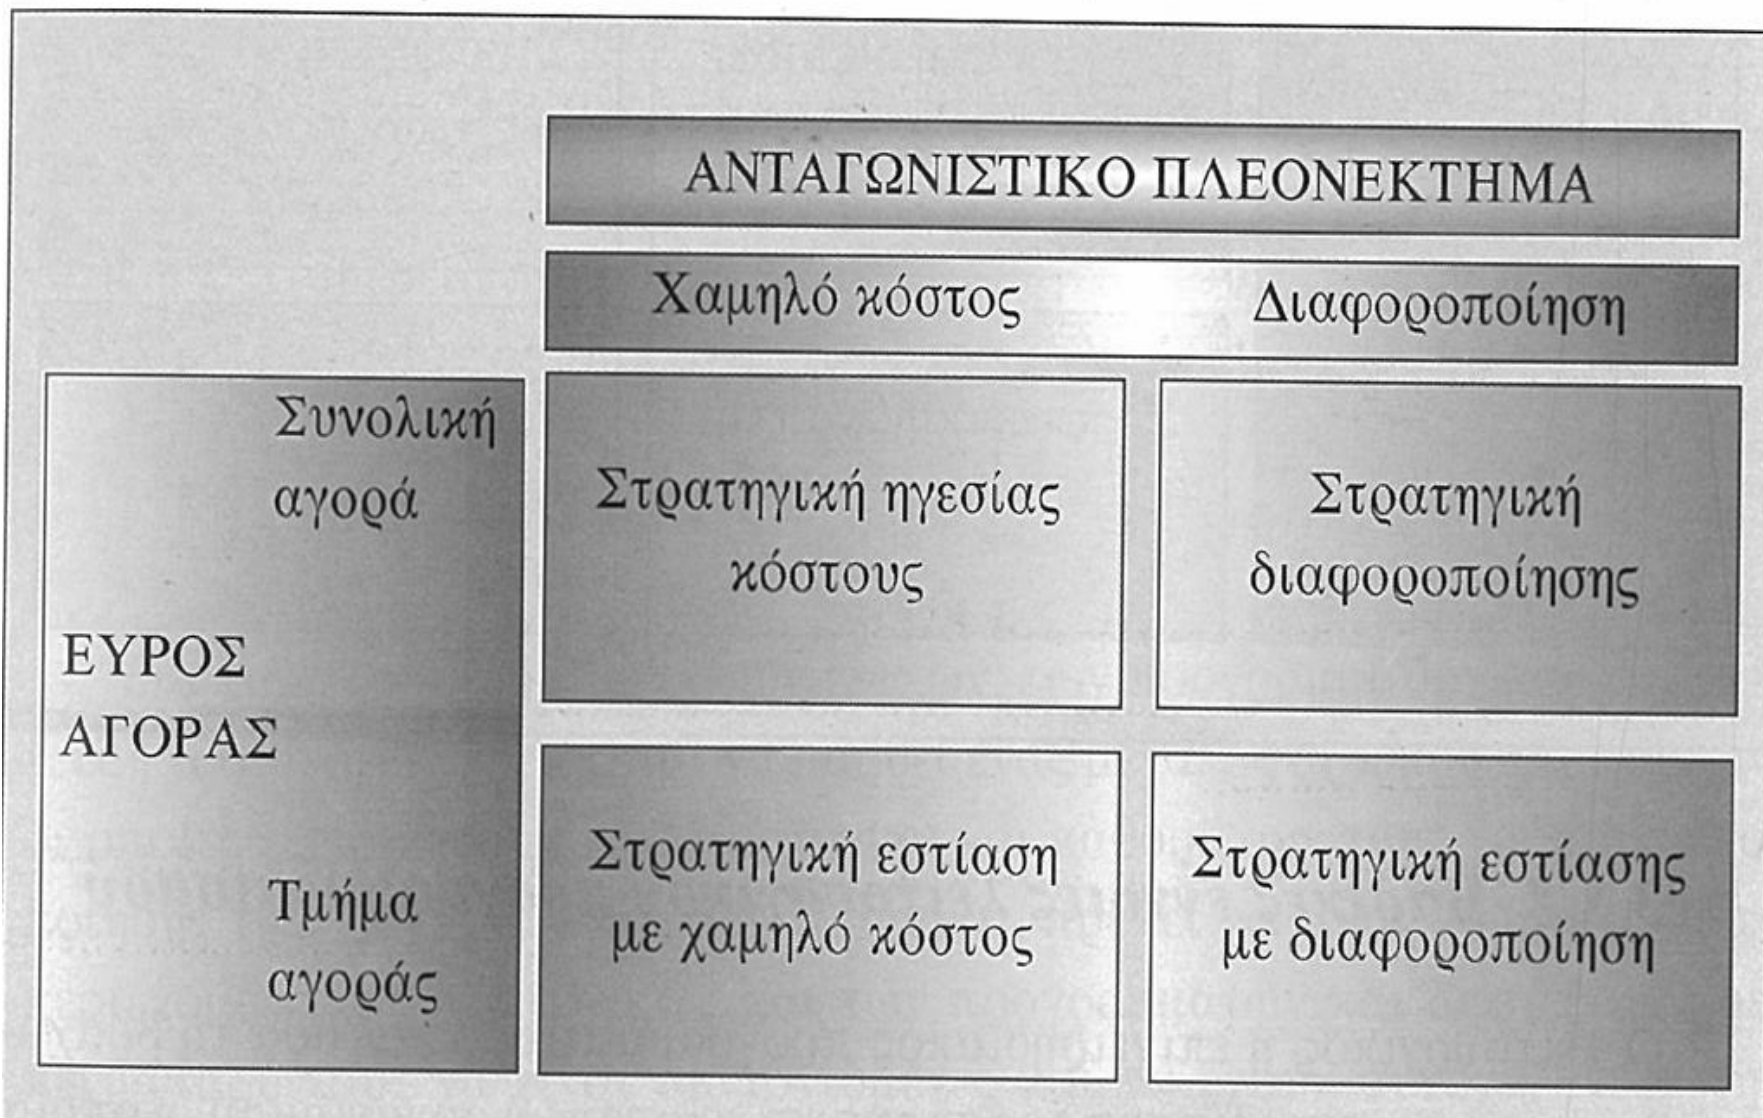 ΑΝΤΑΓΩΝΙΣΤΙΚΟ ΠΛΕΟΝΕΚΤΗΜΑ
Χαμηλό κόστος
Διαφοροποίηση
Συνολική
αγορά
ΕΥΡΟΣ
ΑΓΟΡΑΣ
Τμήμα
αγοράς
Στρατηγική ηγεσίας
κόστους
Στρατηγική
διαφοροποίησης
Στρατηγική εστίαση
με χαμηλό κόστος
Στρατηγική εστίασης
με διαφοροποίηση